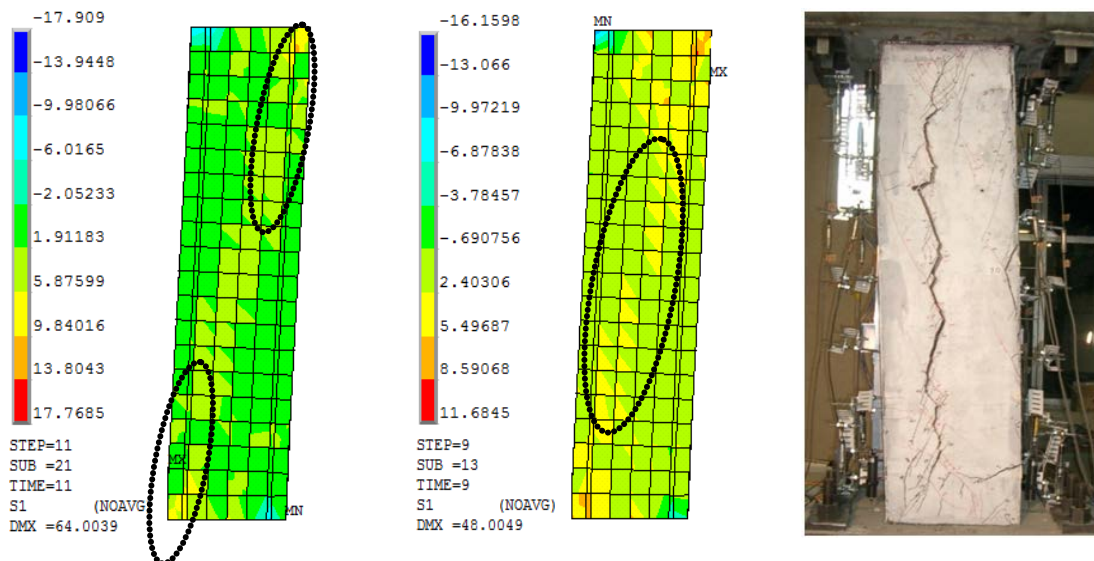 -17.909
-13.9448
-9.98066
-6.0165
-2.05233
1.91183
5.87599
9.84016
13.8043
17.7685
STEP=11
SUB =21
TIME=11
S1 (NOAVG)
DMX =64.0039
MX
MN
-16.1598
-13.066
-9.97219
-6.87838
-3.78457
-.690756
2.40306
5.49687
8.59068
11.6845
STEP=9
SUB =13
TIME=9
S1 (NOAVG)
DMX =48.0049
MN
MX